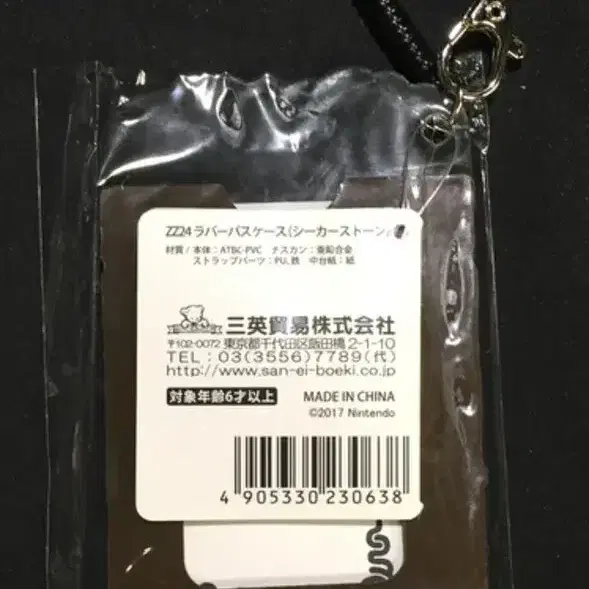 ZZ24 ラバーパスケース(シーカーストーン)
材質 / 本体 : ATBC-PVC ナスカン : 亜鉛合金
ストラップパーツ : PU、鉄 中台紙 : 紙
三英貿易株式会社
〒102-0072 東京都千代田区飯田橋 2-1-10
TEL : 03(3556)7789(代)
http://www.san-ei-boeki.co.jp
対象年齢6才以上 MADE IN CHINA
©2017 Nintendo
4 905330 230638